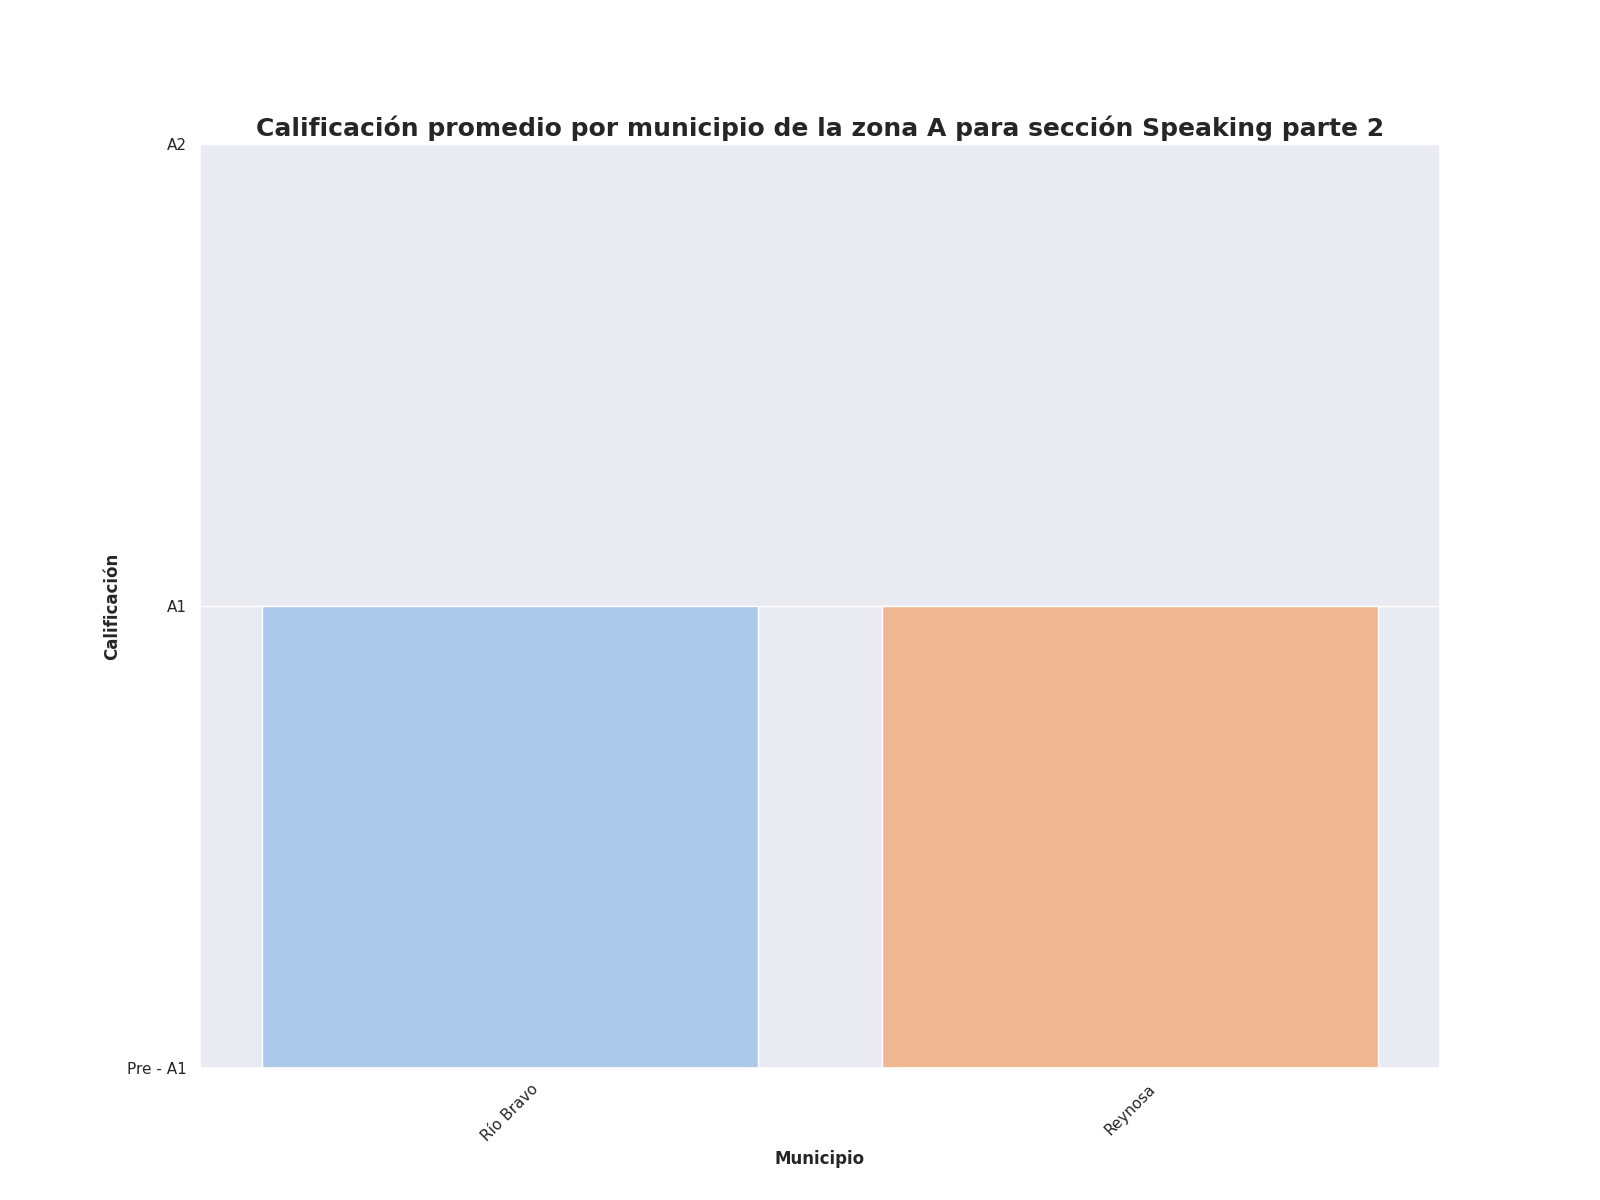 Calificación promedio por municipio de la zona A para sección Speaking parte 2
A2
A1
Pre - A1
Calificación
Río Bravo
Reynosa
Municipio